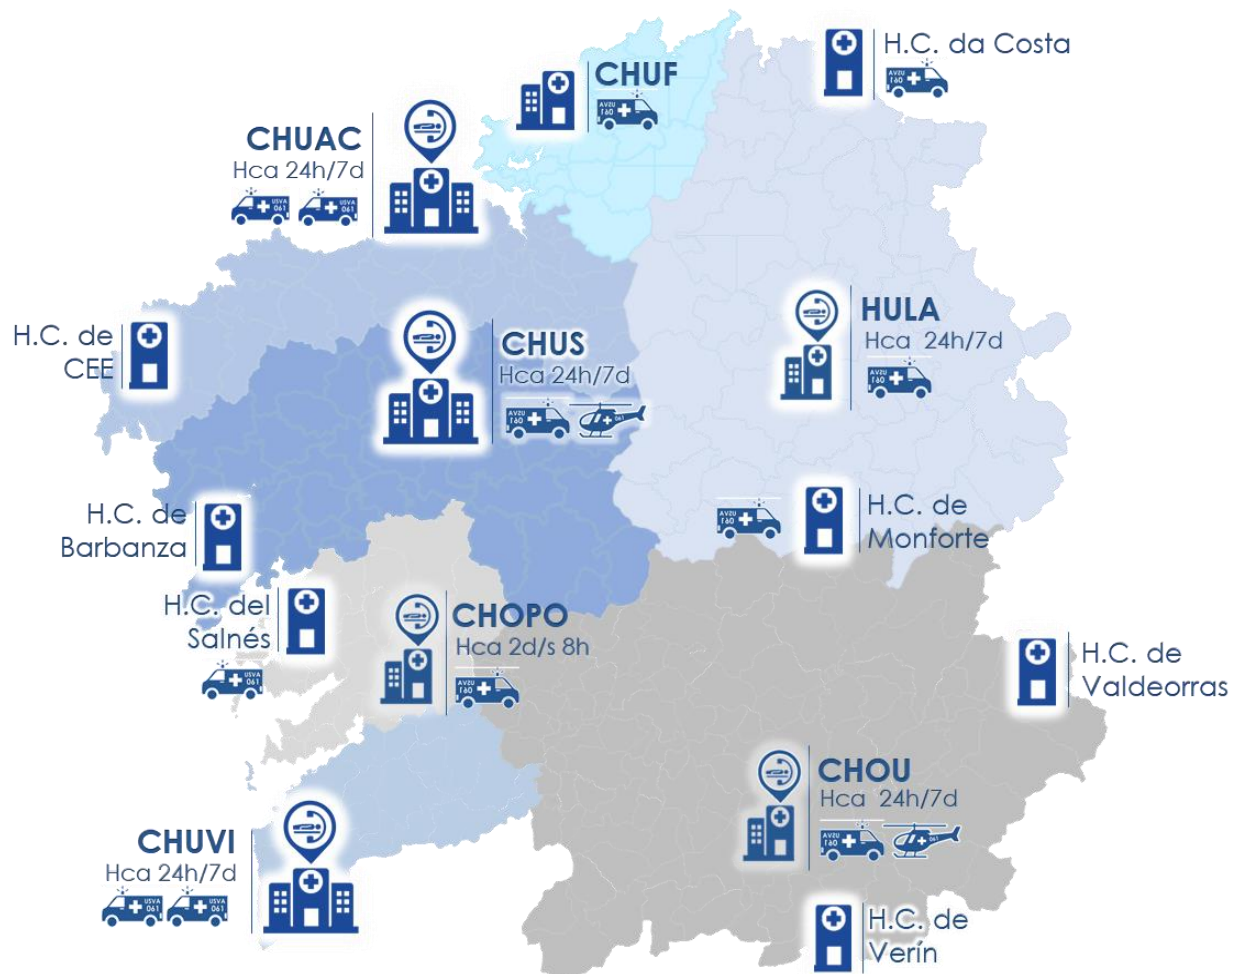 H.C. da Costa
CHUF
CHUAC
Hca 24h/7d
HULA
Hca 24h/7d
H.C. de
CEE
CHUS
Hca 24h/7d
H.C. de
Monforte
H.C. de
Barbanza
H.C. del
Salnés
CHOPO
Hca 2d/s 8h
H.C. de
Valdeorras
CHOU
Hca 24h/7d
CHUVI
Hca 24h/7d
H.C. de
Verín